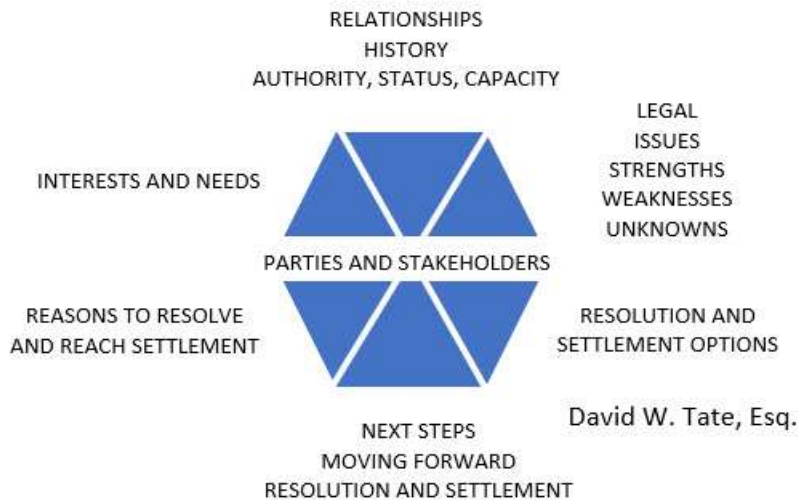 RELATIONSHIPS
HISTORY
AUTHORITY, STATUS, CAPACITY
LEGAL
ISSUES
STRENGTHS
WEAKNESSES
UNKNOWNS
INTERESTS AND NEEDS
PARTIES AND STAKEHOLDERS
REASONS TO RESOLVE
AND REACH SETTLEMENT
RESOLUTION AND
SETTLEMENT OPTIONS
David W. Tate, Esq.
NEXT STEPS
MOVING FORWARD
RESOLUTION AND SETTLEMENT